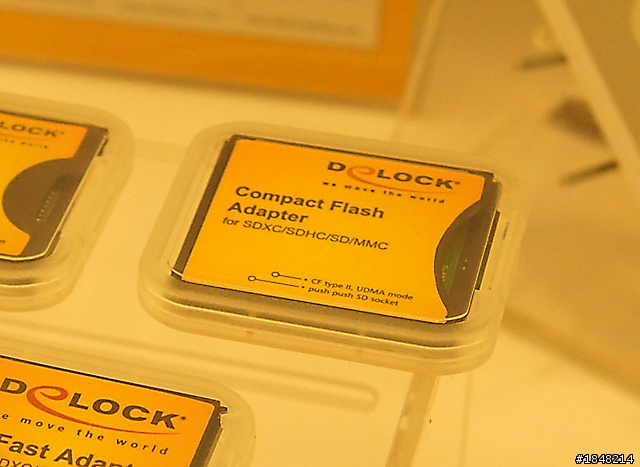 LOCK
DeLOCK
we move the world
Compact Flash
Adapter
for SDXC/SDHC/SD/MMC
CF type II, UDMA mode
push push SD socket
DeLOCK
move the world
Fast
#1848214